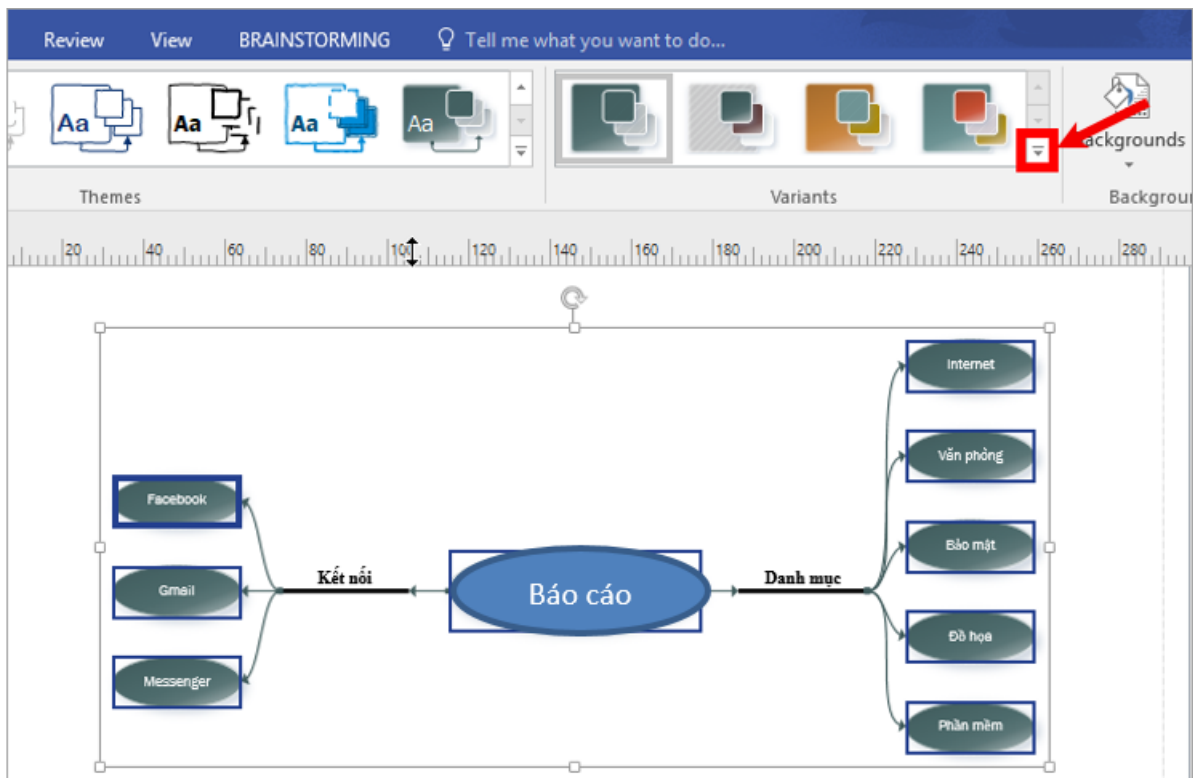 Review View BRAINSTORMING Tell me what you want to do...
Aa Aa Aa Aa
ackgrounds
Themes Variants Backgrou
20 40 60 80 100 120 140 160 180 200 220 240 260 280
Internet
Văn phòng
Facebook
Bảo mật
Kết nối Danh mục
Gmail
Báo cáo
Đồ họa
Messenger
Phần mềm